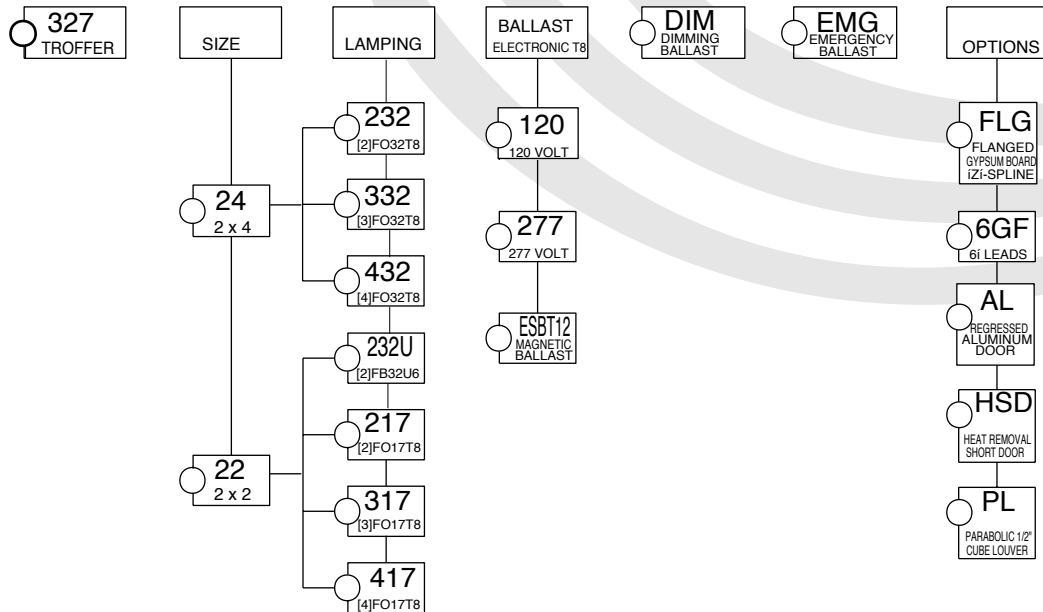 327
TROFFER
SIZE
24
2 x 4
22
2 x 2
LAMPING
232
[2]FO32T8
332
[3]FO32T8
432
[4]FO32T8
232U
[2]FB32U6
217
[2]FO17T8
317
[3]FO17T8
417
[4]FO17T8
BALLAST
ELECTRONIC T8
120
120 VOLT
277
277 VOLT
ESBT12
MAGNETIC
BALLAST
DIM
DIMMING
BALLAST
EMG
EMERGENCY
BALLAST
OPTIONS
FLG
FLANGED
GYPSUM BOARD
íZí-SPLINE
6GF
6í LEADS
AL
REGRESSED
ALUMINUM
DOOR
HSD
HEAT REMOVAL
SHORT DOOR
PL
PARABOLIC 1/2"
CUBE LOUVER